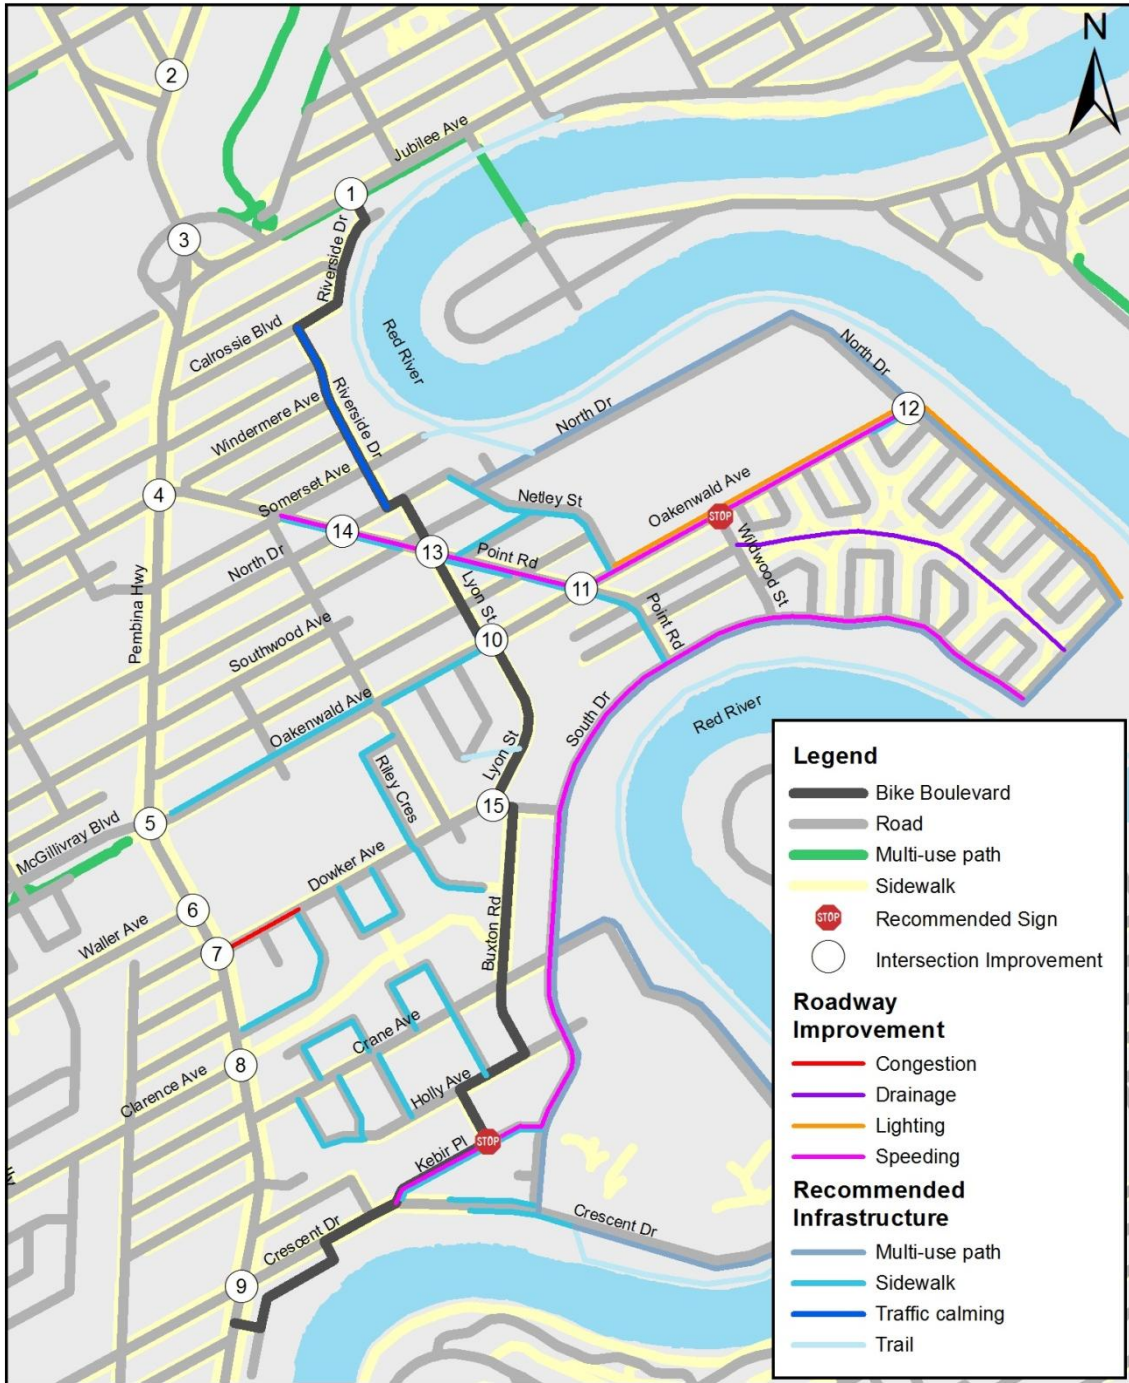 N
2
Jubilee Ave
1
3
Riverside Dr
Calrossie Blvd
Red River
North Dr
12
Riverside Dr
Windermere Ave
North Dr
Oakenwald Ave
4
Somerset Ave
Netley St
STOP
14
13
Point Rd
Wildwood St
North Dr
Pembina Hwy
Lyon St
11
Point Rd
Southwood Ave
10
Oakenwald Ave
South Dr
Red River
Lyon St
Riley Cres
15
McGillivray Blvd
5
Dowker Ave
6
Waller Ave
7
Buxton Rd
Crane Ave
8
Clarence Ave
Holly Ave
STOP
Kebir Pl
Crescent Dr
Crescent Dr
9
Legend
Bike Boulevard
Road
Multi-use path
Sidewalk
STOP Recommended Sign
Intersection Improvement
Roadway
Improvement
Congestion
Drainage
Lighting
Speeding
Recommended
Infrastructure
Multi-use path
Sidewalk
Traffic calming
Trail